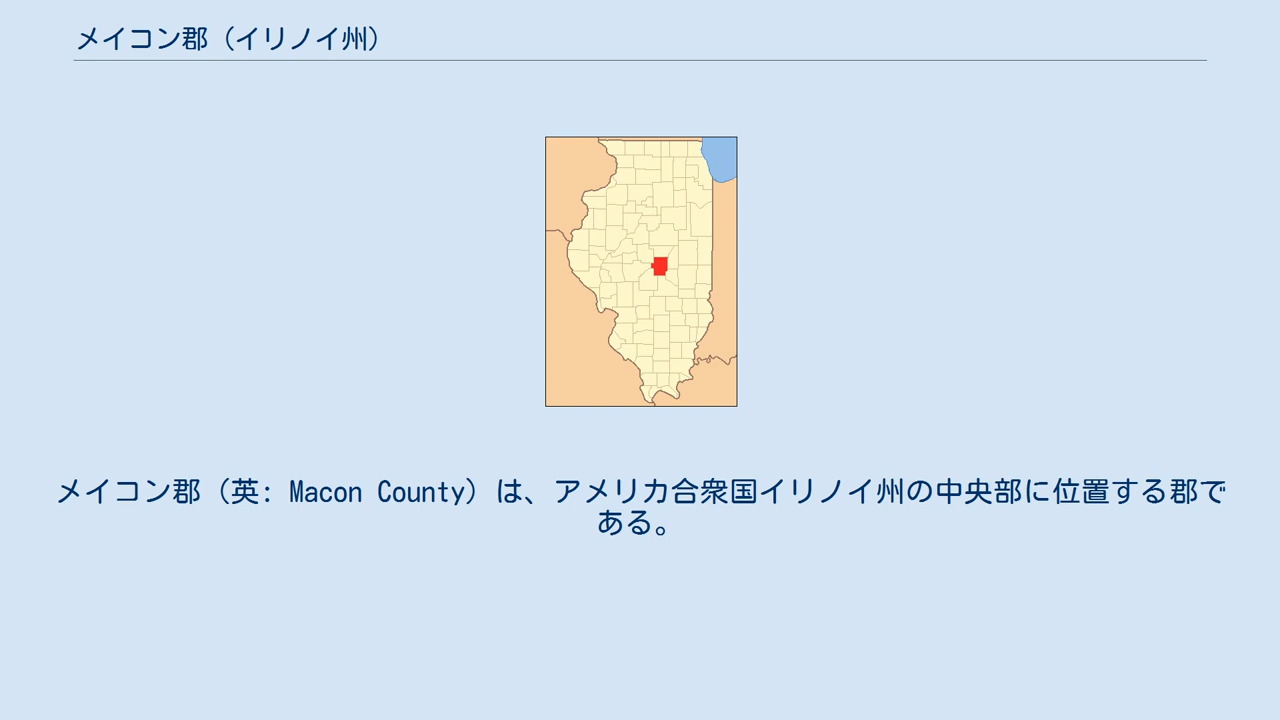 メイコン郡（イリノイ州）
メイコン郡（英: Macon County）は、アメリカ合衆国イリノイ州の中央部に位置する郡で
ある。